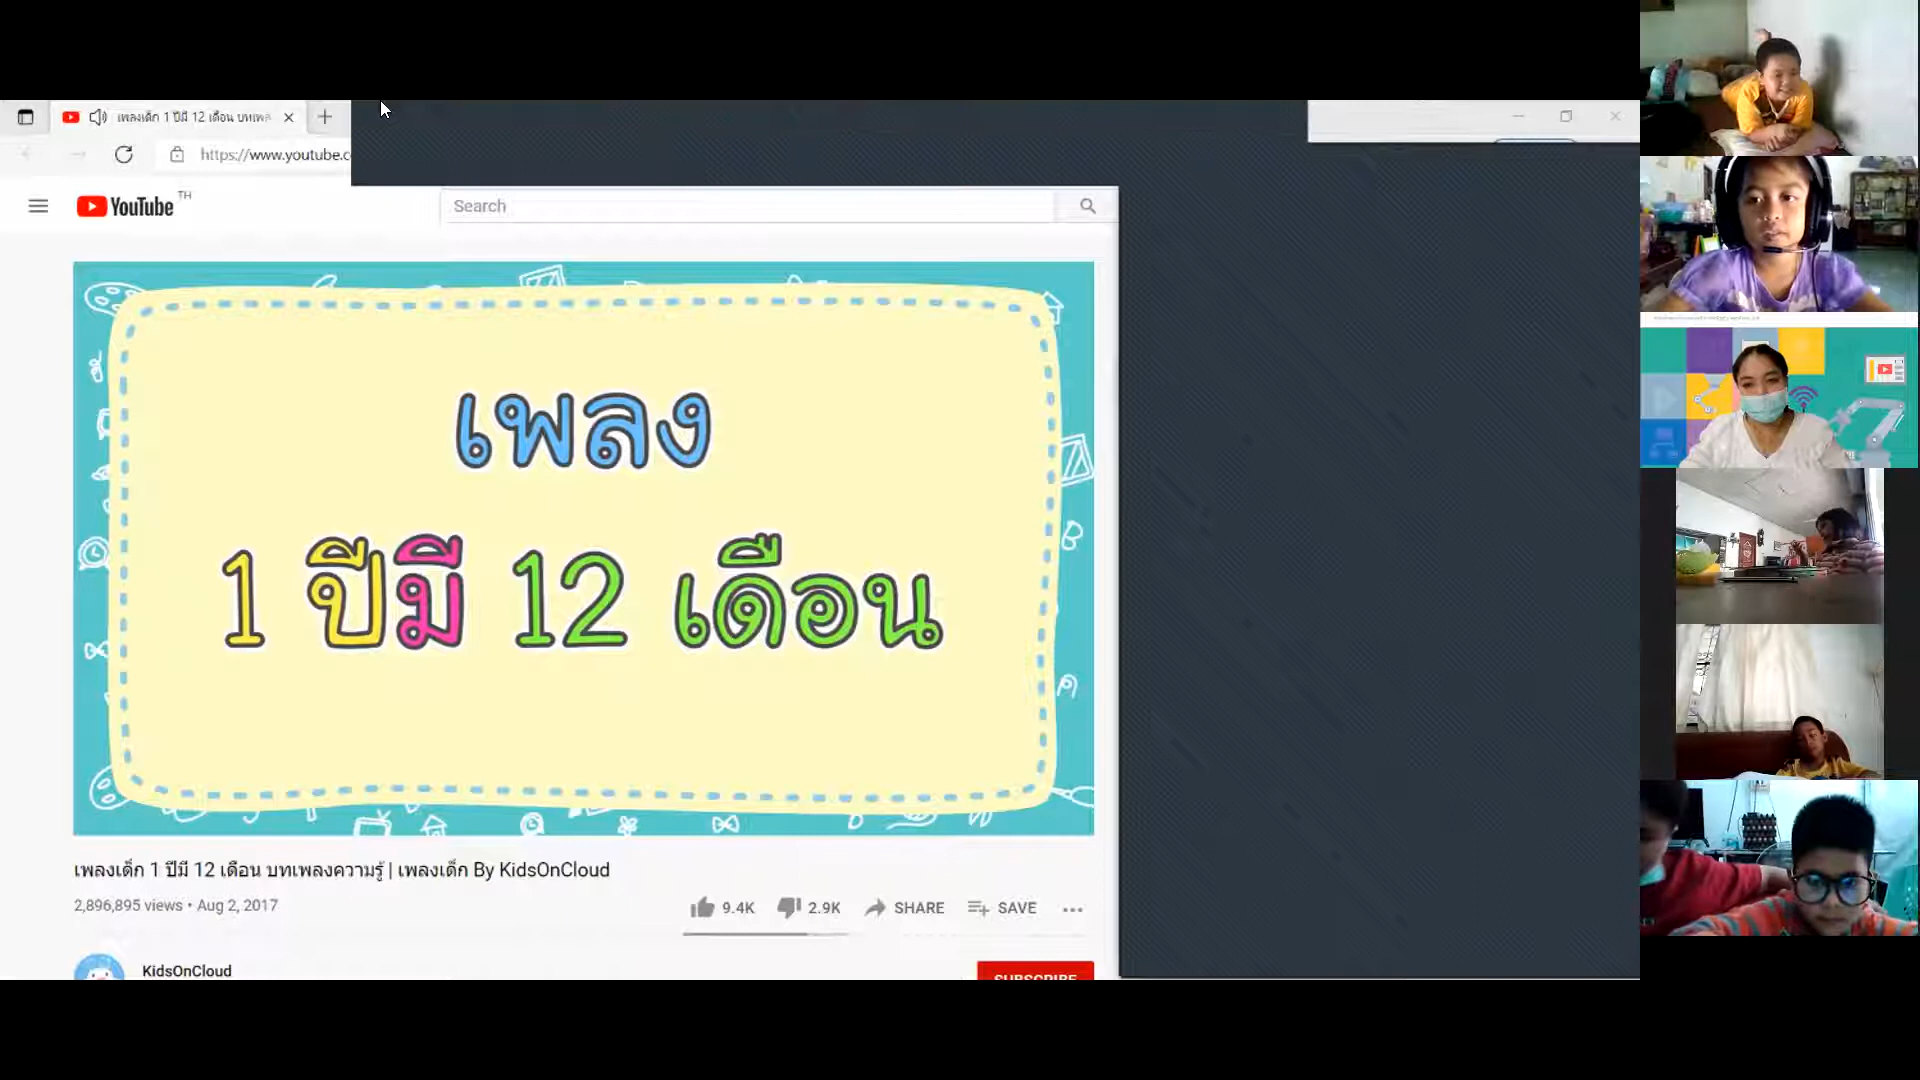 เพลงเด็ก 1 ปีมี 12 เดือน บทเพล
https://www.youtube.c
YouTube TH
Search
เพลง
1 ปีมี 12 เดือน
เพลงเด็ก 1 ปีมี 12 เดือน บทเพลงความรู้ | เพลงเด็ก By KidsOnCloud
2,896,895 views • Aug 2, 2017
9.4K 2.9K SHARE SAVE
KidsOnCloud
SUBSCRIBE